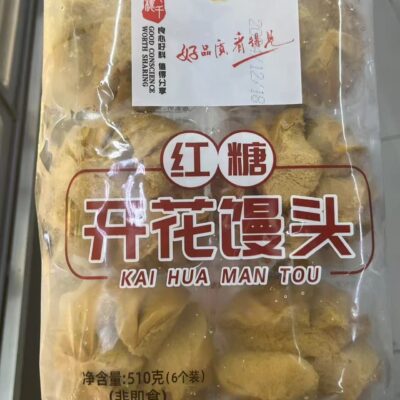 良心好料 值得分享
GOOD CONSCIENCE
WORTH SHARING
好品质,看得见
12/18
红糖
开花馒头
KAI HUA MAN TOU
净含量:510克(6个装)
(非即食)